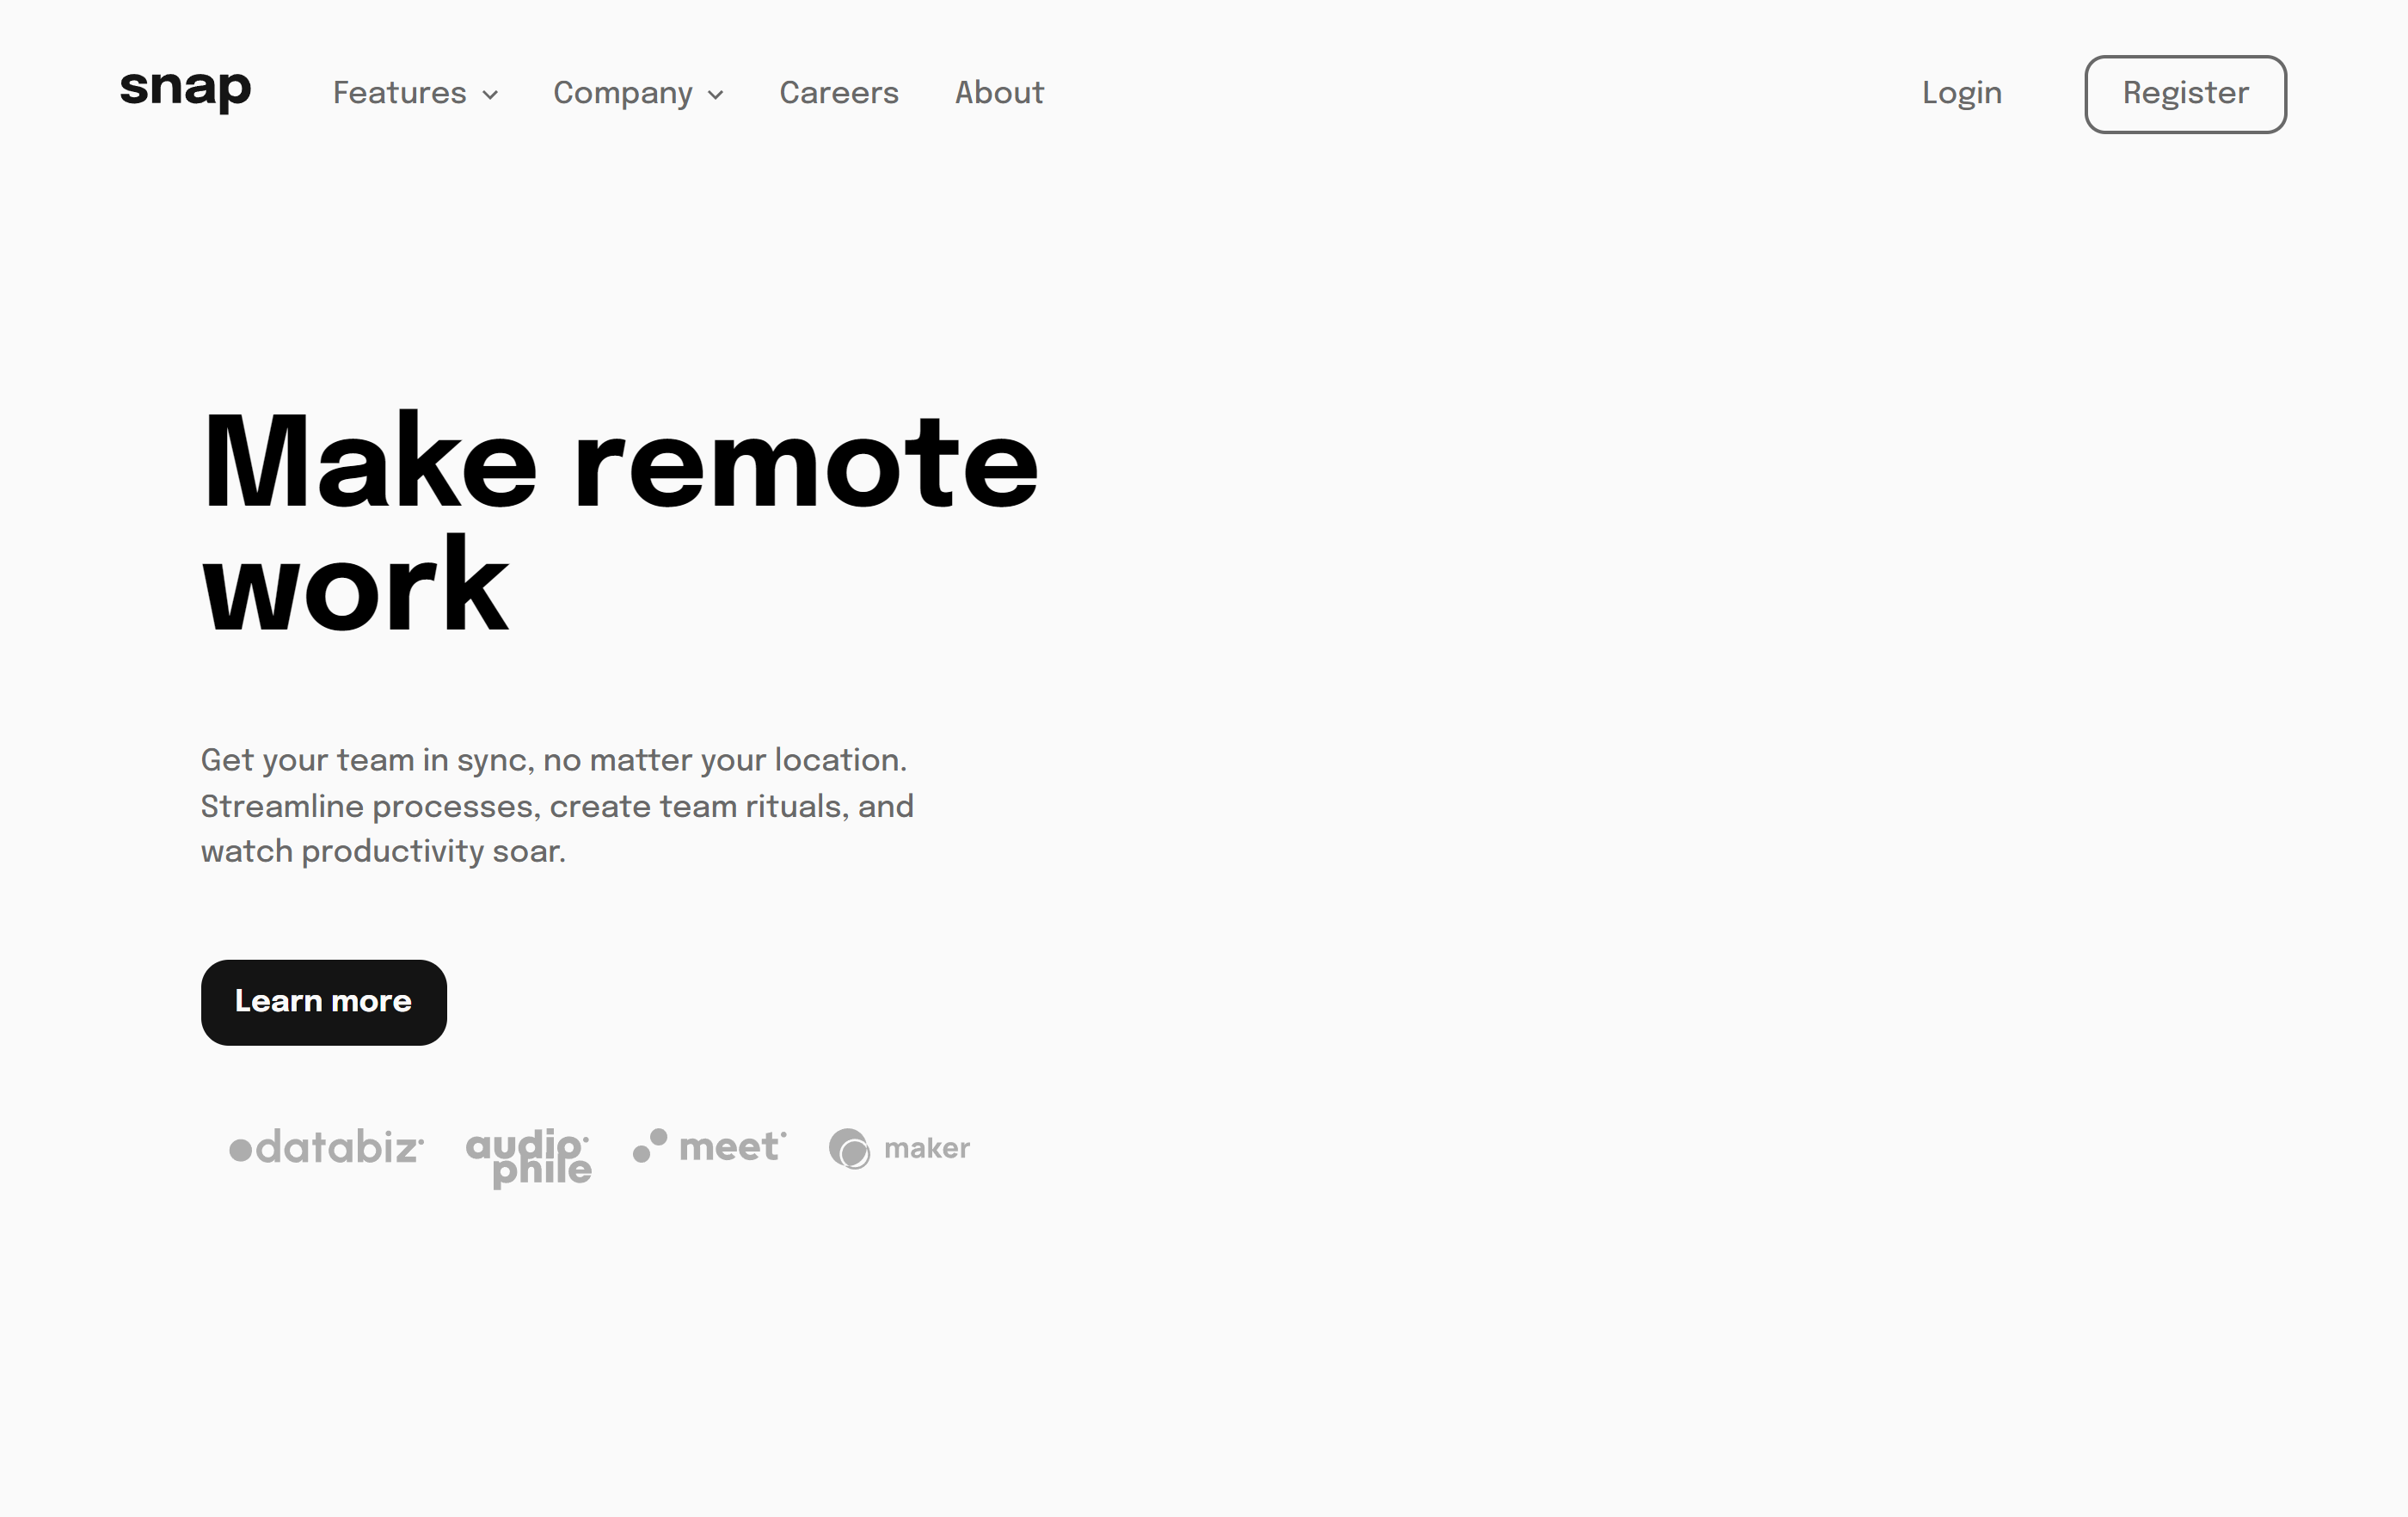 snap Features Company Careers About Login Register
Make remote
work
Get your team in sync, no matter your location.
Streamline processes, create team rituals, and
watch productivity soar.
Learn more
databiz audiophile meet maker